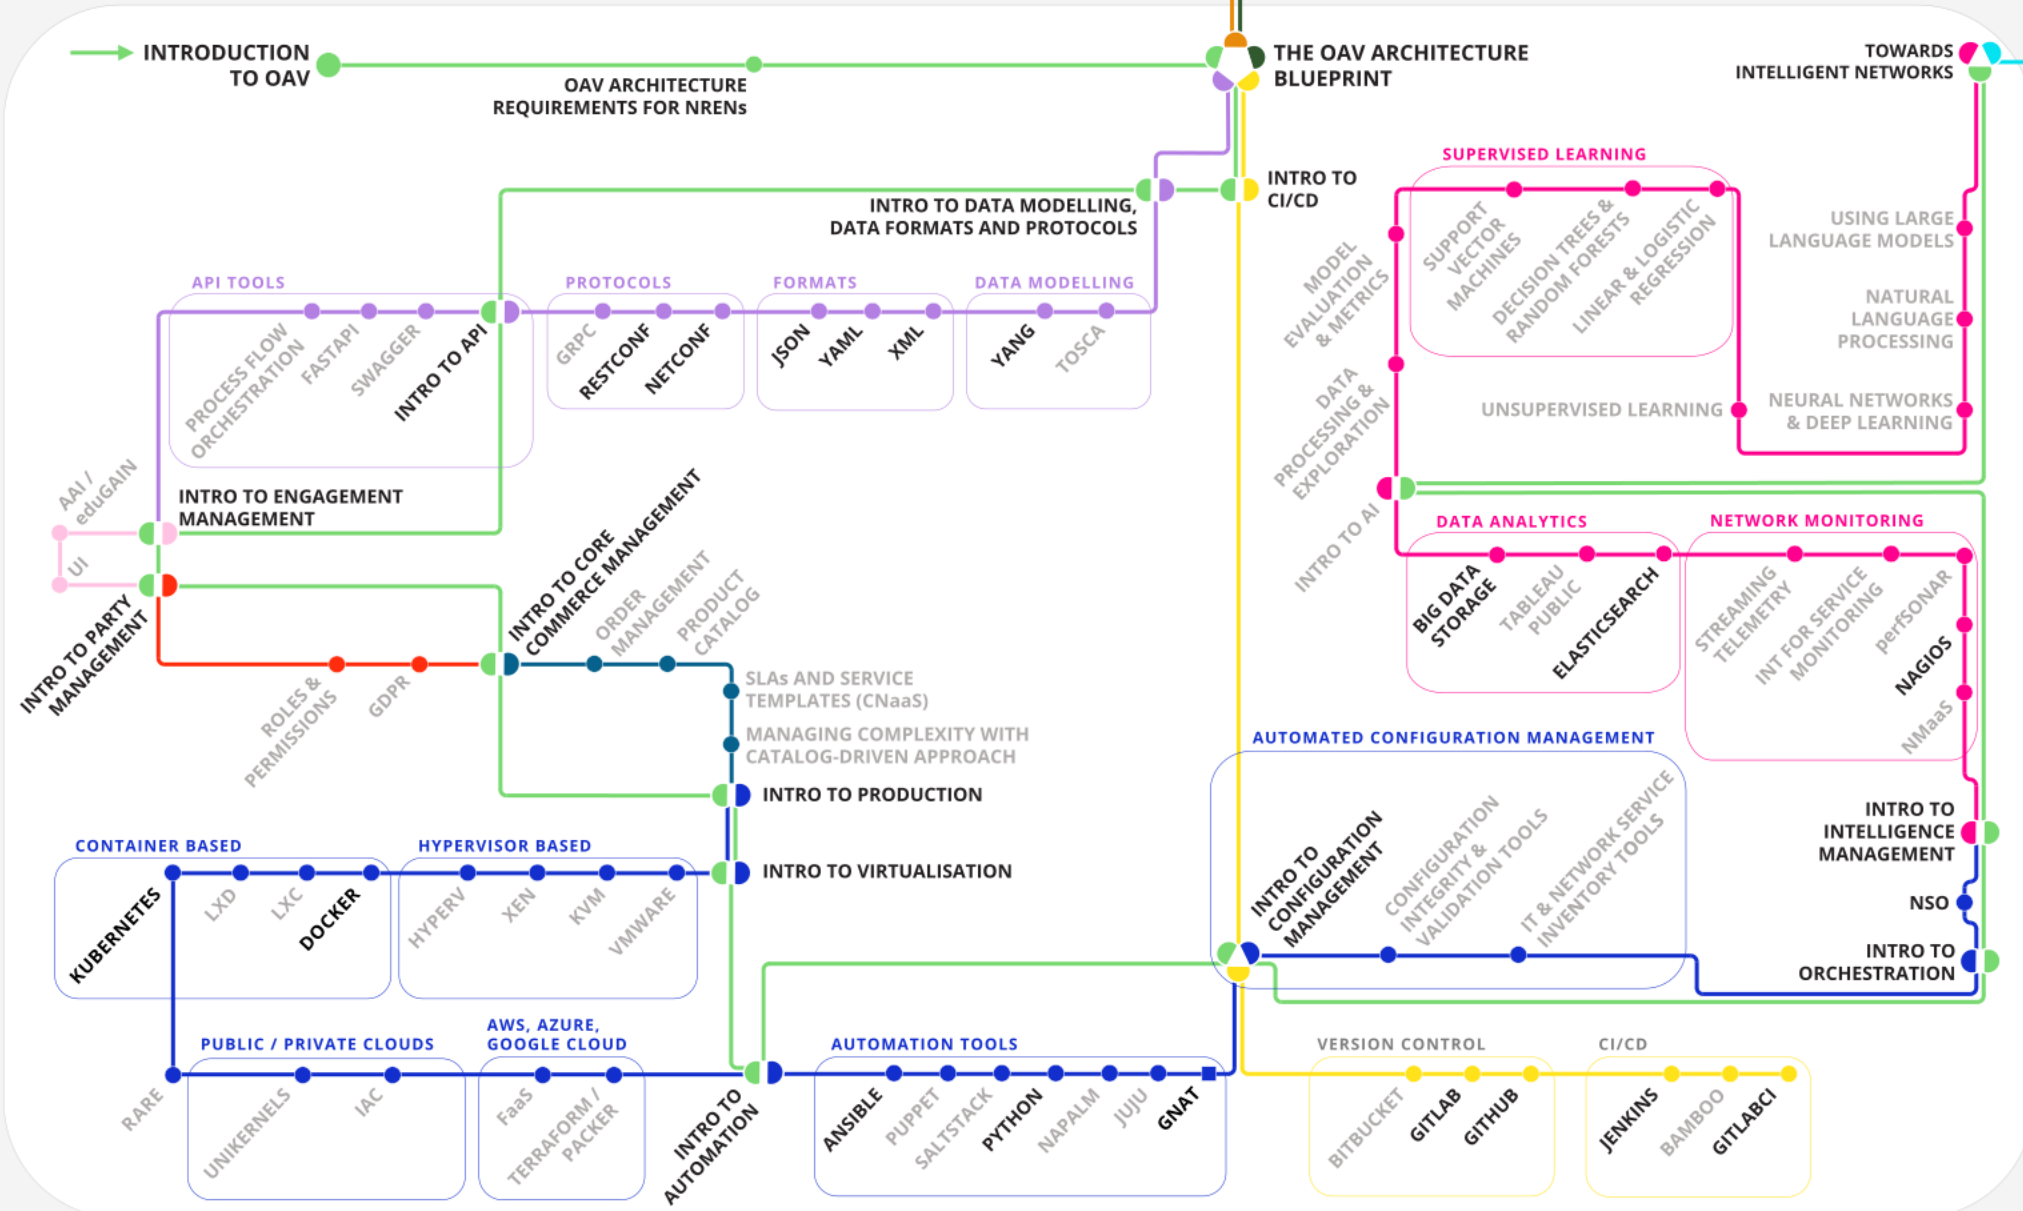 INTRODUCTION
TO OAV
OAV ARCHITECTURE
REQUIREMENTS FOR NRENs
THE OAV ARCHITECTURE
BLUEPRINT
TOWARDS
INTELLIGENT NETWORKS
INTRO TO
CI/CD
INTRO TO DATA MODELLING,
DATA FORMATS AND PROTOCOLS
SUPERVISED LEARNING
SUPPORT
VECTOR
MACHINES
DECISION TREES &
RANDOM FORESTS
LINEAR & LOGISTIC
REGRESSION
MODEL
EVALUATION
& METRICS
DATA
PROCESSING &
EXPLORATION
USING LARGE
LANGUAGE MODELS
NATURAL
LANGUAGE
PROCESSING
UNSUPERVISED LEARNING
NEURAL NETWORKS
& DEEP LEARNING
API TOOLS
PROCESS FLOW
ORCHESTRATION
FASTAPI
SWAGGER
INTRO TO API
PROTOCOLS
GRPC
RESTCONF
NETCONF
FORMATS
JSON
YAML
XML
DATA MODELLING
YANG
TOSCA
AAI /
eduGAIN
UI
INTRO TO ENGAGEMENT
MANAGEMENT
INTRO TO PARTY
MANAGEMENT
ROLES &
PERMISSIONS
GDPR
INTRO TO CORE
COMMERCE MANAGEMENT
ORDER
MANAGEMENT
PRODUCT
CATALOG
SLAs AND SERVICE
TEMPLATES (CNaaS)
MANAGING COMPLEXITY WITH
CATALOG-DRIVEN APPROACH
INTRO TO PRODUCTION
INTRO TO AI
DATA ANALYTICS
BIG DATA
STORAGE
TABLEAU
PUBLIC
ELASTICSEARCH
NETWORK MONITORING
STREAMING
TELEMETRY
INT FOR SERVICE
MONITORING
perfSONAR
NAGIOS
NMaaS
AUTOMATED CONFIGURATION MANAGEMENT
INTRO TO
CONFIGURATION
MANAGEMENT
CONFIGURATION
INTEGRITY &
VALIDATION TOOLS
IT & NETWORK SERVICE
INVENTORY TOOLS
INTRO TO
INTELLIGENCE
MANAGEMENT
NSO
INTRO TO
ORCHESTRATION
CONTAINER BASED
KUBERNETES
LXD
LXC
DOCKER
HYPERVISOR BASED
HYPERV
XEN
KVM
VMWARE
INTRO TO VIRTUALISATION
RARE
PUBLIC / PRIVATE CLOUDS
UNIKERNELS
IAC
AWS, AZURE,
GOOGLE CLOUD
FaaS
TERRAFORM /
PACKER
INTRO TO
AUTOMATION
AUTOMATION TOOLS
ANSIBLE
PUPPET
SALTSTACK
PYTHON
NAPALM
JUJU
GNAT
VERSION CONTROL
BITBUCKET
GITLAB
GITHUB
CI/CD
JENKINS
BAMBOO
GITLABCI